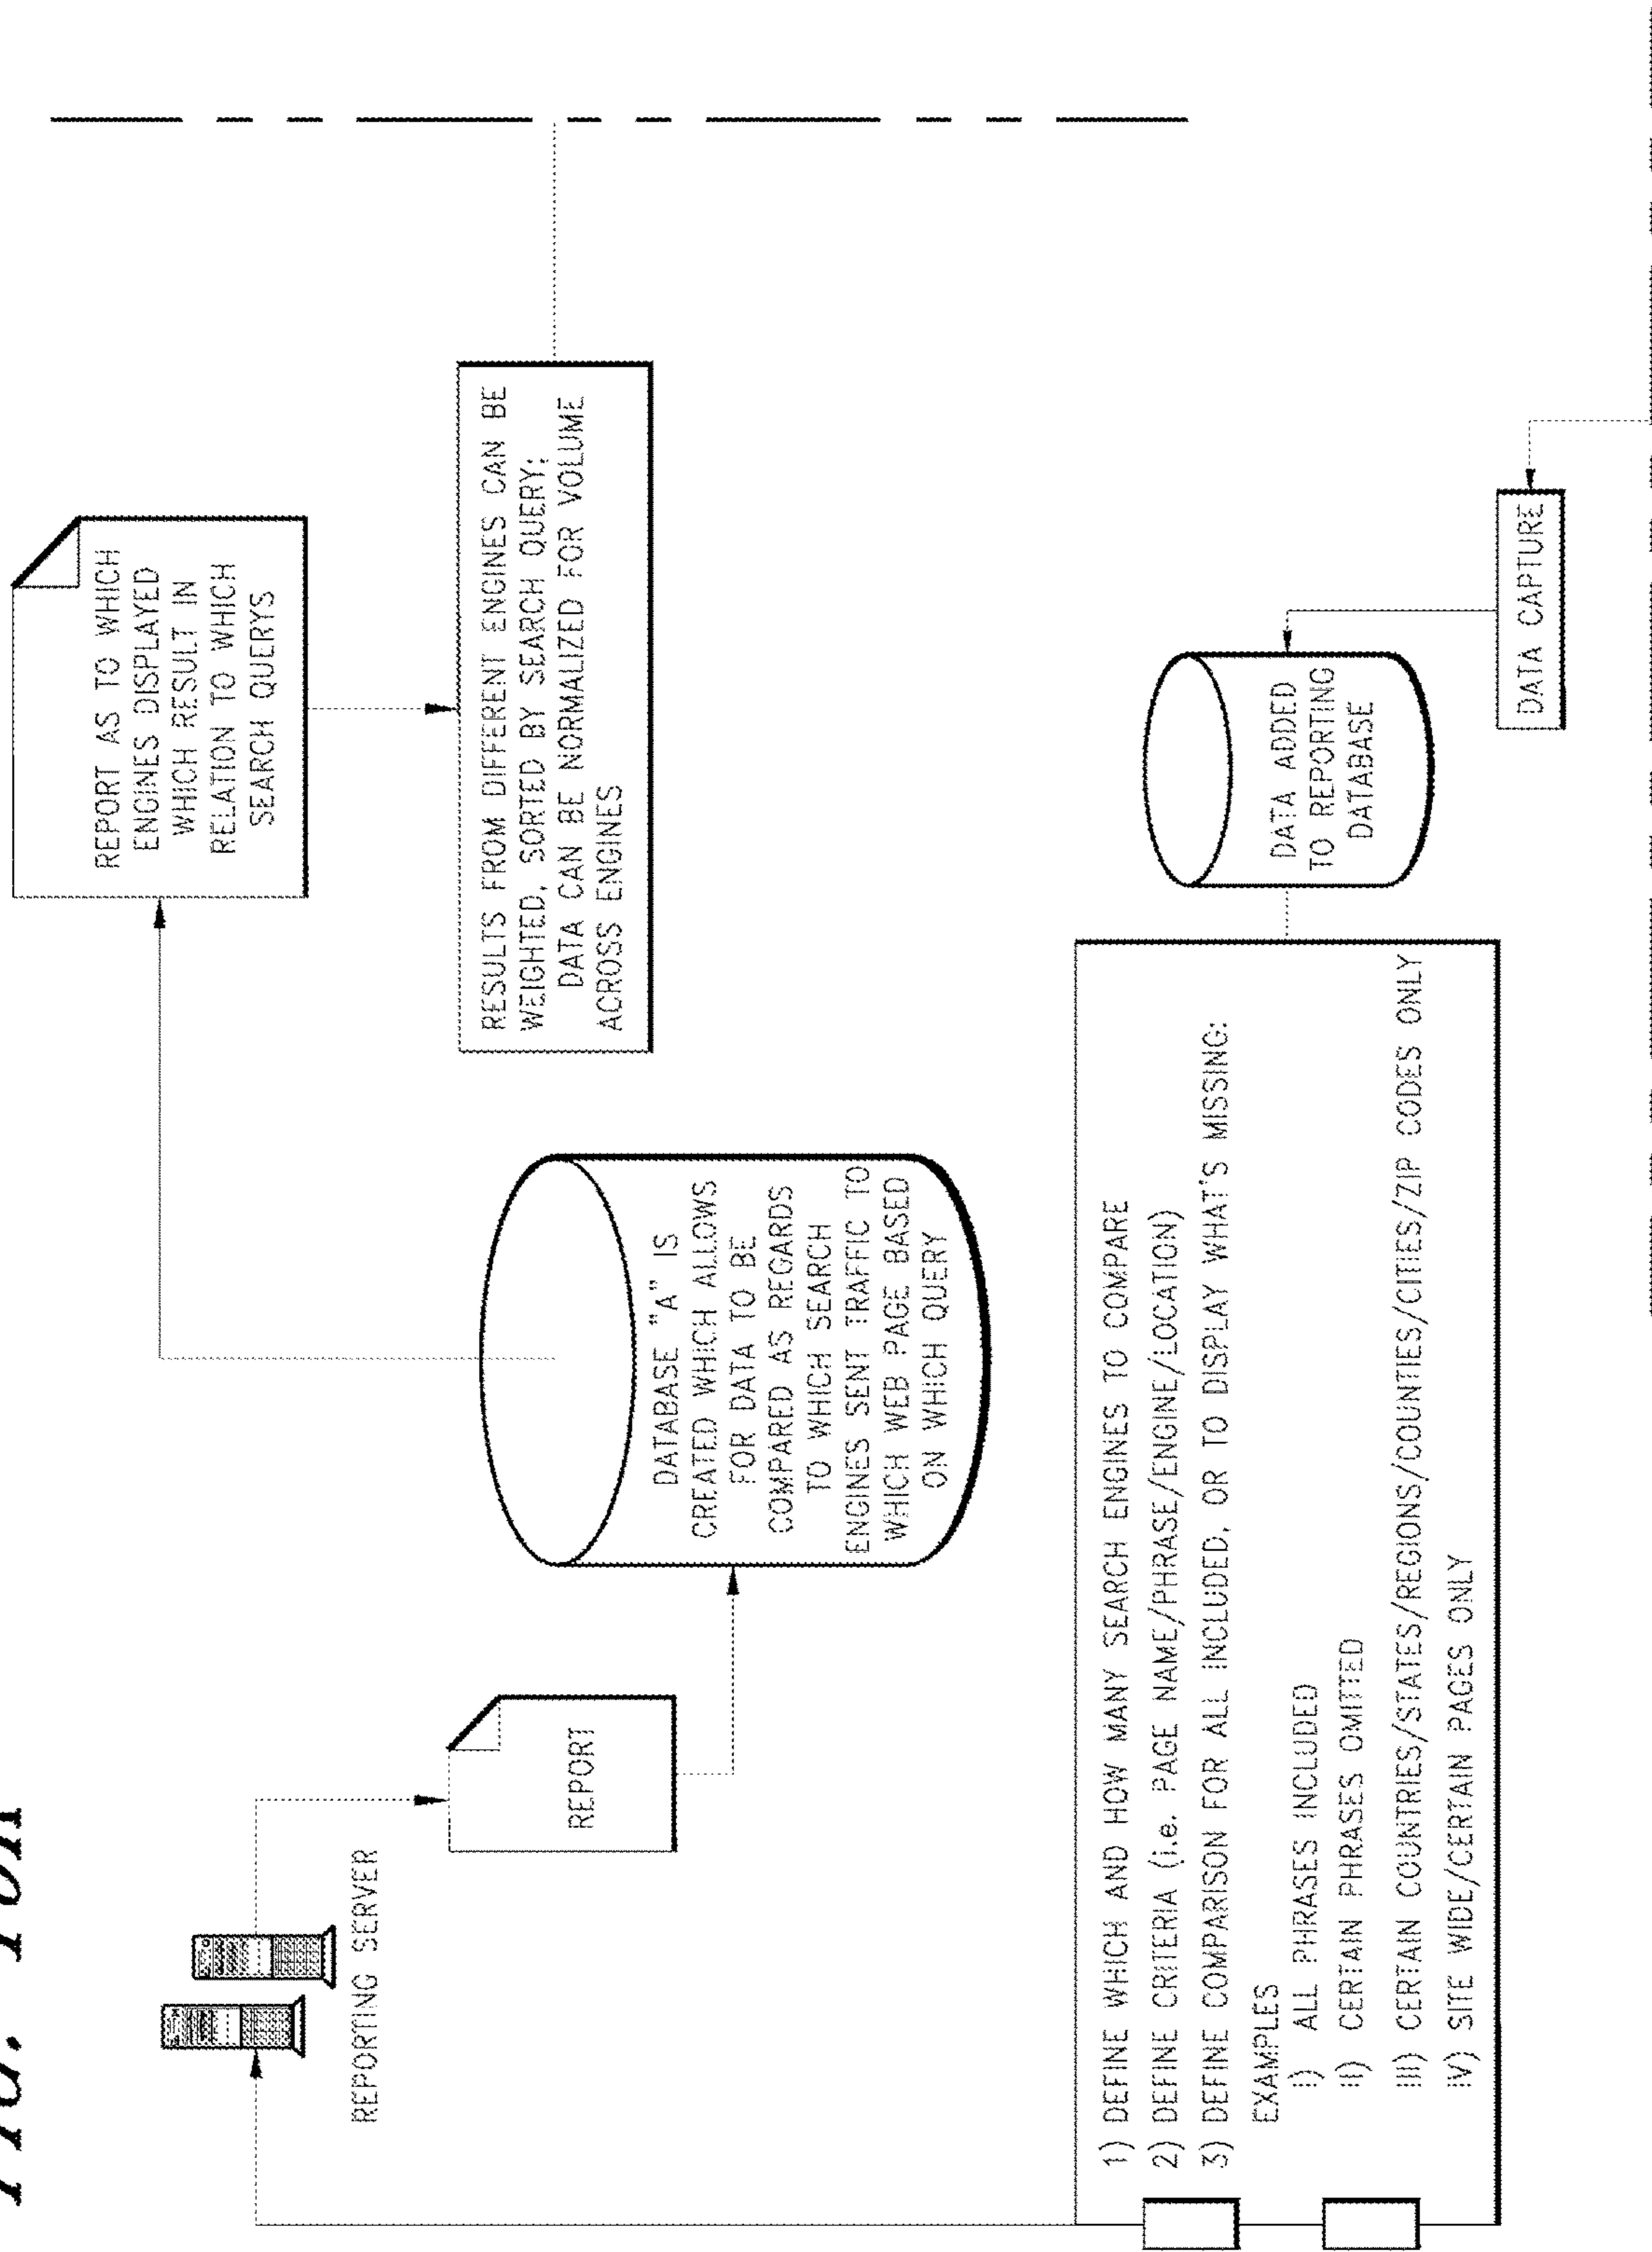 REPORTING SERVER
REPORT
DATABASE "A" IS
CREATED WHICH ALLOWS
FOR DATA TO BE
COMPARED AS REGARDS
TO WHICH SEARCH
ENGINES SENT TRAFFIC TO
WHICH WEB PAGE BASED
ON WHICH QUERY
REPORT AS TO WHICH
ENGINES DISPLAYED
WHICH RESULT IN
RELATION TO WHICH
SEARCH QUERYS
RESULTS FROM DIFFERENT ENGINES CAN BE
WEIGHTED, SORTED BY SEARCH QUERY;
DATA CAN BE NORMALIZED FOR VOLUME
ACROSS ENGINES
1) DEFINE WHICH AND HOW MANY SEARCH ENGINES TO COMPARE
2) DEFINE CRITERIA (i.e. PAGE NAME/PHRASE/ENGINE/LOCATION)
3) DEFINE COMPARISON FOR ALL INCLUDED, OR TO DISPLAY WHAT'S MISSING:
EXAMPLES
I) ALL PHRASES INCLUDED
II) CERTAIN PHRASES OMITTED
III) CERTAIN COUNTRIES/STATES/REGIONS/COUNTIES/CITIES/ZIP CODES ONLY
IV) SITE WIDE/CERTAIN PAGES ONLY
DATA ADDED
TO REPORTING
DATABASE
DATA CAPTURE